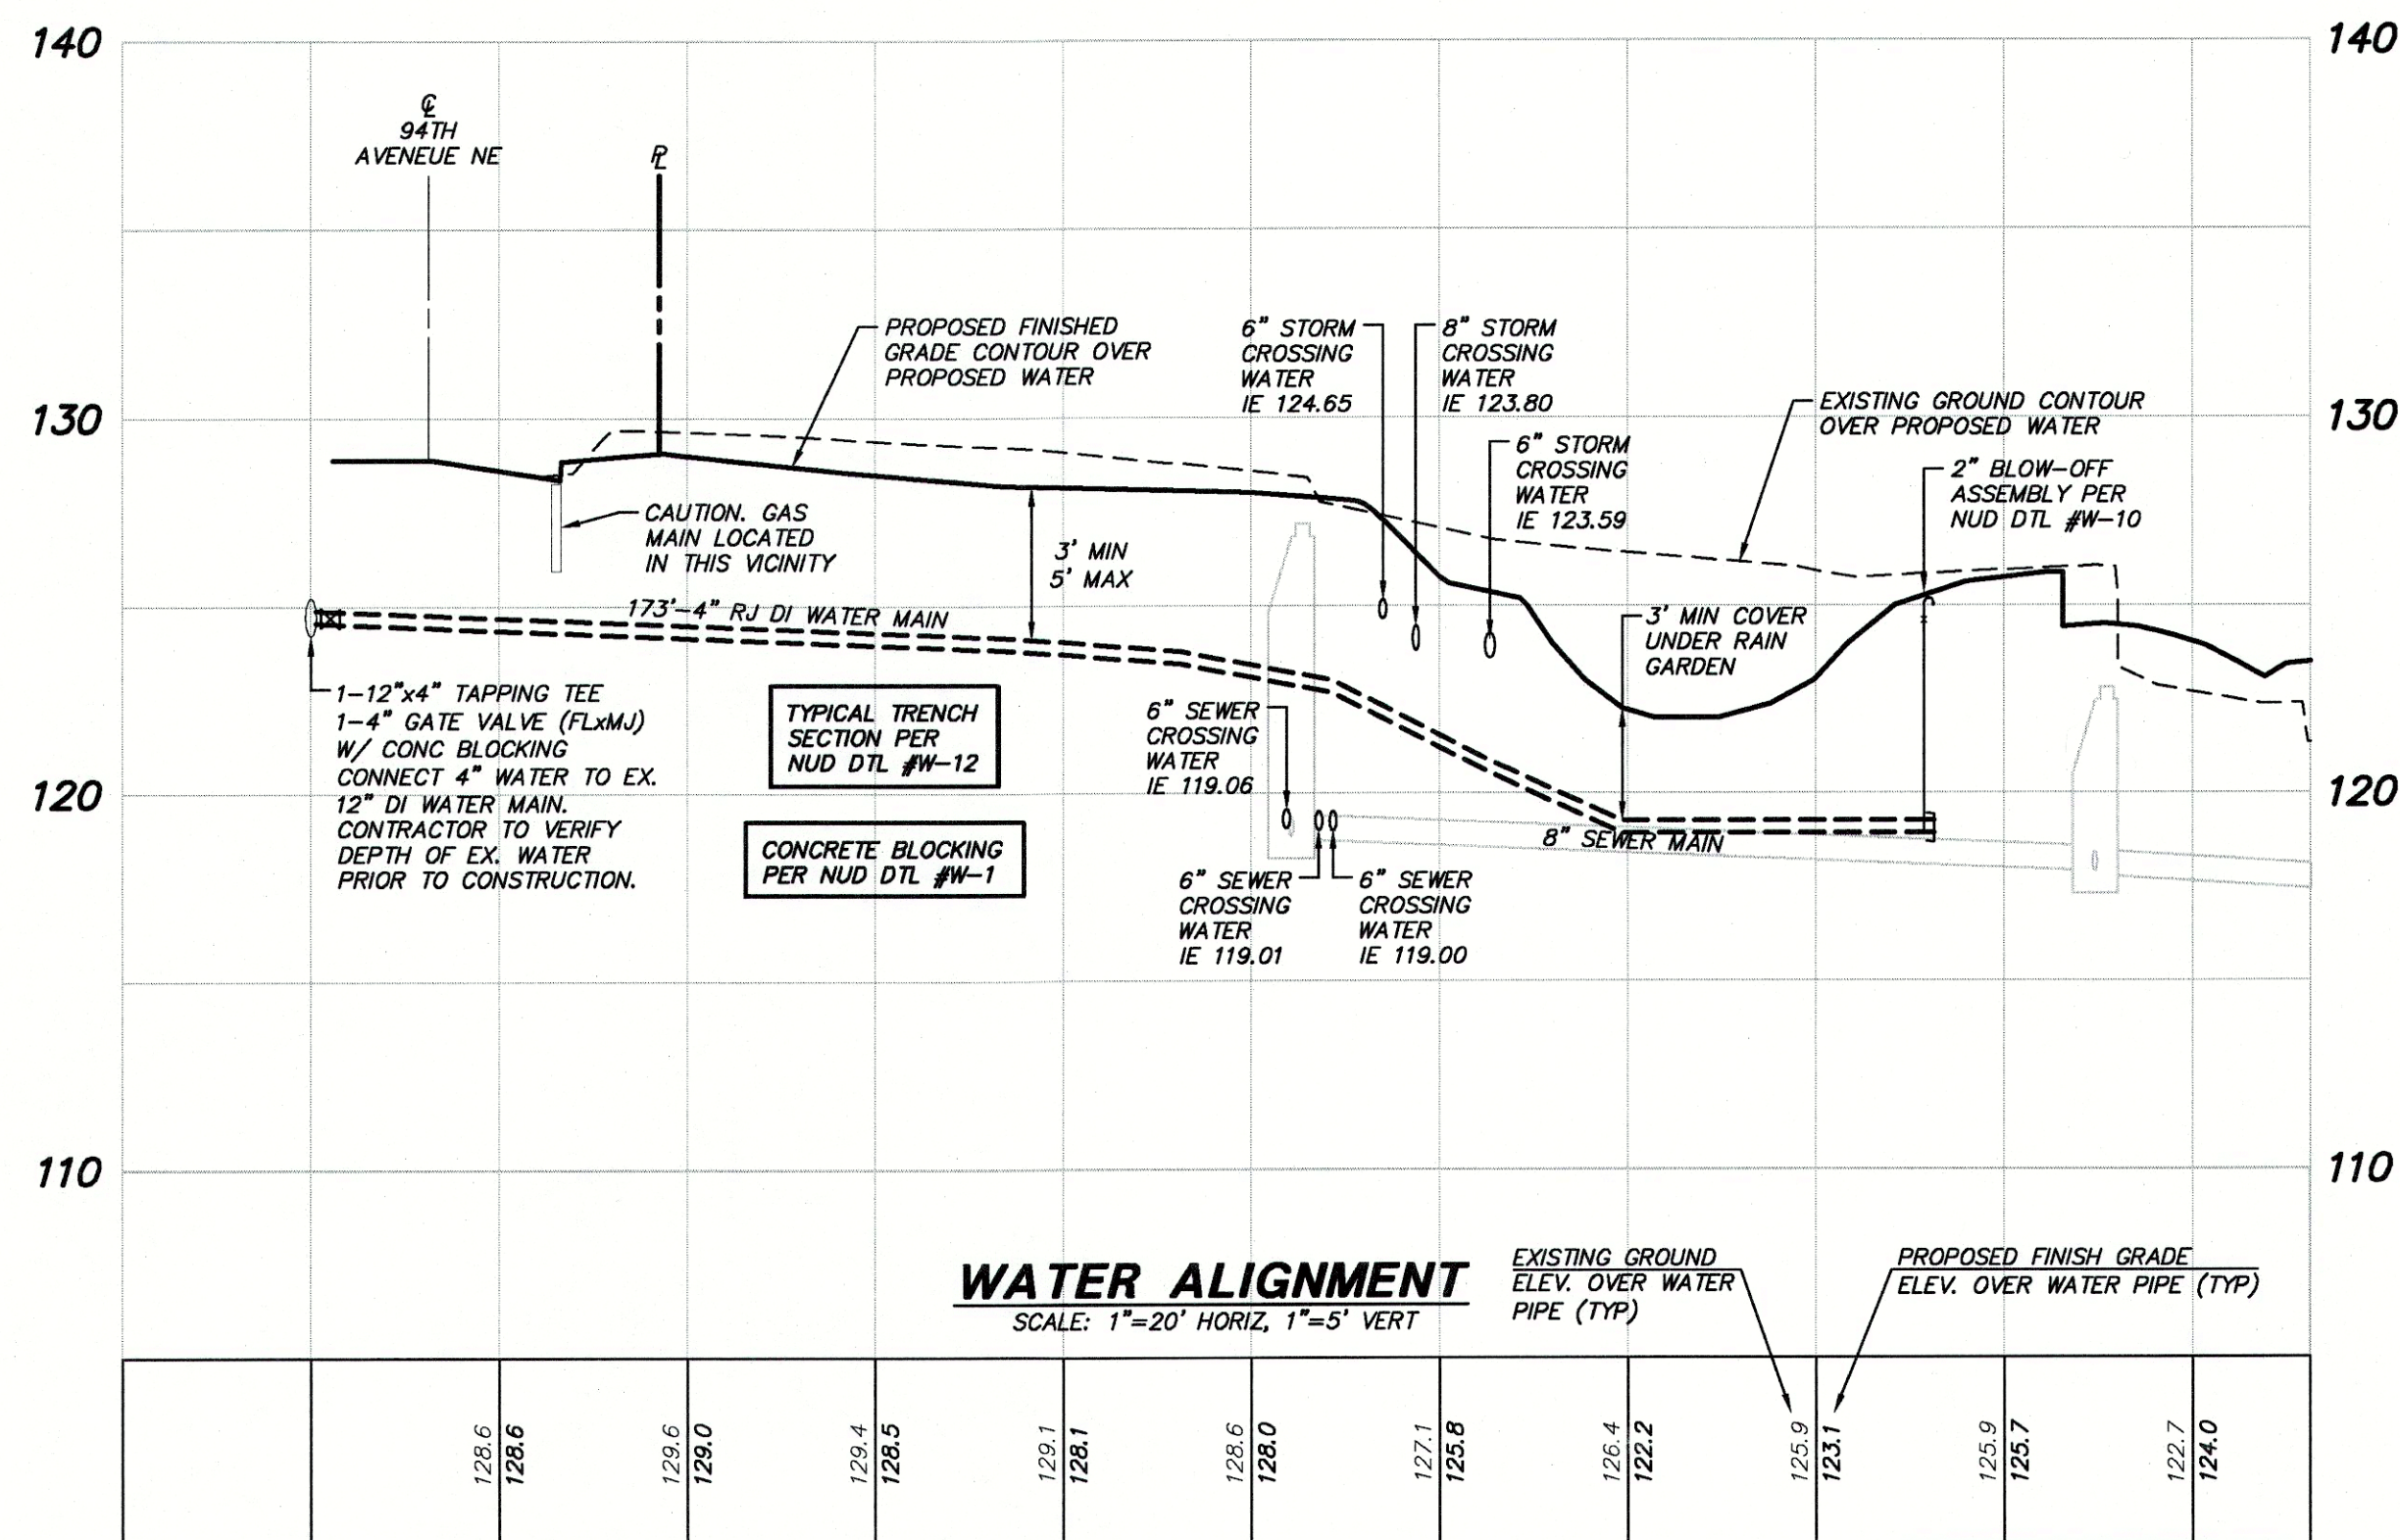 140
140
℄
94TH
AVENEUE NE
PL
PROPOSED FINISHED
GRADE CONTOUR OVER
PROPOSED WATER
6" STORM
CROSSING
WATER
IE 124.65
8" STORM
CROSSING
WATER
IE 123.80
130
130
6" STORM
CROSSING
WATER
IE 123.59
EXISTING GROUND CONTOUR
OVER PROPOSED WATER
2" BLOW-OFF
ASSEMBLY PER
NUD DTL #W-10
CAUTION. GAS
MAIN LOCATED
IN THIS VICINITY
3' MIN
5' MAX
173'-4" RJ DI WATER MAIN
3' MIN COVER
UNDER RAIN
GARDEN
1-12"x4" TAPPING TEE
1-4" GATE VALVE (FLxMJ)
W/ CONC BLOCKING
CONNECT 4" WATER TO EX.
12" DI WATER MAIN.
CONTRACTOR TO VERIFY
DEPTH OF EX. WATER
PRIOR TO CONSTRUCTION.
TYPICAL TRENCH
SECTION PER
NUD DTL #W-12
6" SEWER
CROSSING
WATER
IE 119.06
120
120
CONCRETE BLOCKING
PER NUD DTL #W-1
8" SEWER MAIN
6" SEWER
CROSSING
WATER
IE 119.01
6" SEWER
CROSSING
WATER
IE 119.00
110
110
WATER ALIGNMENT
SCALE: 1"=20' HORIZ, 1"=5' VERT
EXISTING GROUND
ELEV. OVER WATER
PIPE (TYP)
PROPOSED FINISH GRADE
ELEV. OVER WATER PIPE (TYP)
128.6
128.6
129.6
129.0
129.4
128.5
129.1
128.1
128.6
128.0
127.1
125.8
126.4
122.2
125.9
123.1
125.9
125.7
122.7
124.0